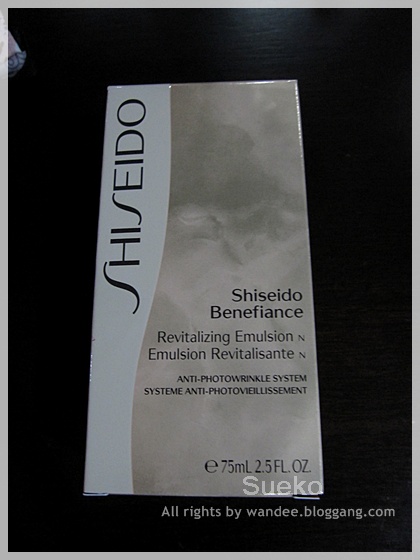 SHISEIDO
Shiseido
Benefiance
Revitalizing Emulsion N
Emulsion Revitalisante N
ANTI-PHOTOWRINKLE SYSTEM
SYSTEME ANTI-PHOTOVIEILLISSEMENT
℮ 75mL 2.5 FL. OZ.
Sueko
All rights by wandee.bloggang.com